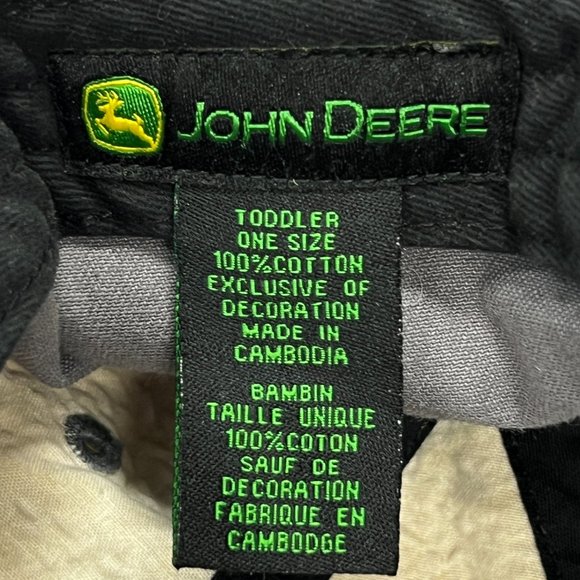 JOHN DEERE
TODDLER
ONE SIZE
100%COTTON
EXCLUSIVE OF
DECORATION
MADE IN
CAMBODIA
BAMBIN
TAILLE UNIQUE
100%COTON
SAUF DE
DECORATION
FABRIQUE EN
CAMBODGE